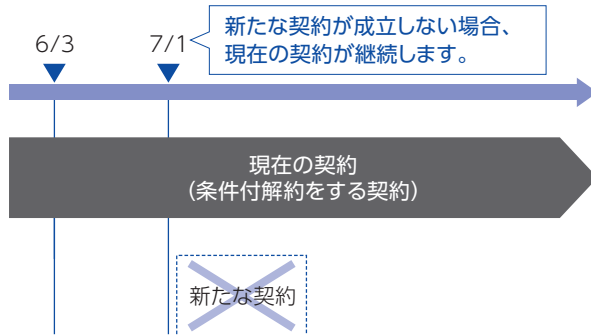 6/3
7/1
新たな契約が成立しない場合、
現在の契約が継続します。
現在の契約
（条件付解約をする契約）
新たな契約